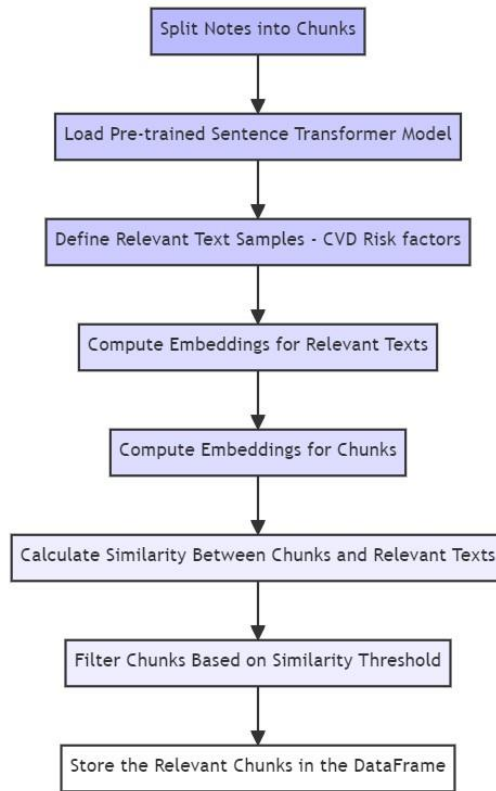 Split Notes into Chunks
Load Pre-trained Sentence Transformer Model
Define Relevant Text Samples - CVD Risk factors
Compute Embeddings for Relevant Texts
Compute Embeddings for Chunks
Calculate Similarity Between Chunks and Relevant Texts
Filter Chunks Based on Similarity Threshold
Store the Relevant Chunks in the DataFrame